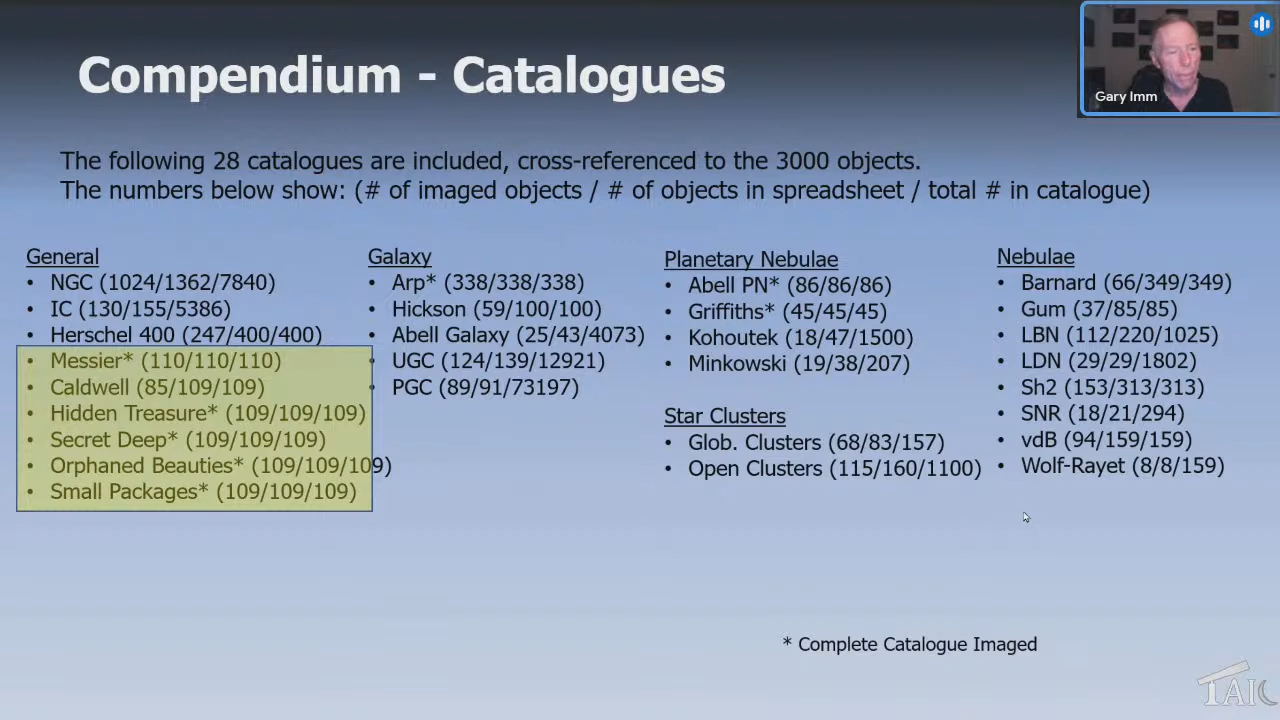 Compendium - Catalogues
Gary Imm
The following 28 catalogues are included, cross-referenced to the 3000 objects.
The numbers below show: (# of imaged objects / # of objects in spreadsheet / total # in catalogue)
General
• NGC (1024/1362/7840)
• IC (130/155/5386)
• Herschel 400 (247/400/400)
• Messier* (110/110/110)
• Caldwell (85/109/109)
• Hidden Treasure* (109/109/109)
• Secret Deep* (109/109/109)
• Orphaned Beauties* (109/109/109)
• Small Packages* (109/109/109)
Galaxy
• Arp* (338/338/338)
• Hickson (59/100/100)
• Abell Galaxy (25/43/4073)
• UGC (124/139/12921)
• PGC (89/91/73197)
Planetary Nebulae
• Abell PN* (86/86/86)
• Griffiths* (45/45/45)
• Kohoutek (18/47/1500)
• Minkowski (19/38/207)
Star Clusters
• Glob. Clusters (68/83/157)
• Open Clusters (115/160/1100)
Nebulae
• Barnard (66/349/349)
• Gum (37/85/85)
• LBN (112/220/1025)
• LDN (29/29/1802)
• Sh2 (153/313/313)
• SNR (18/21/294)
• vdB (94/159/159)
• Wolf-Rayet (8/8/159)
* Complete Catalogue Imaged
TAIC